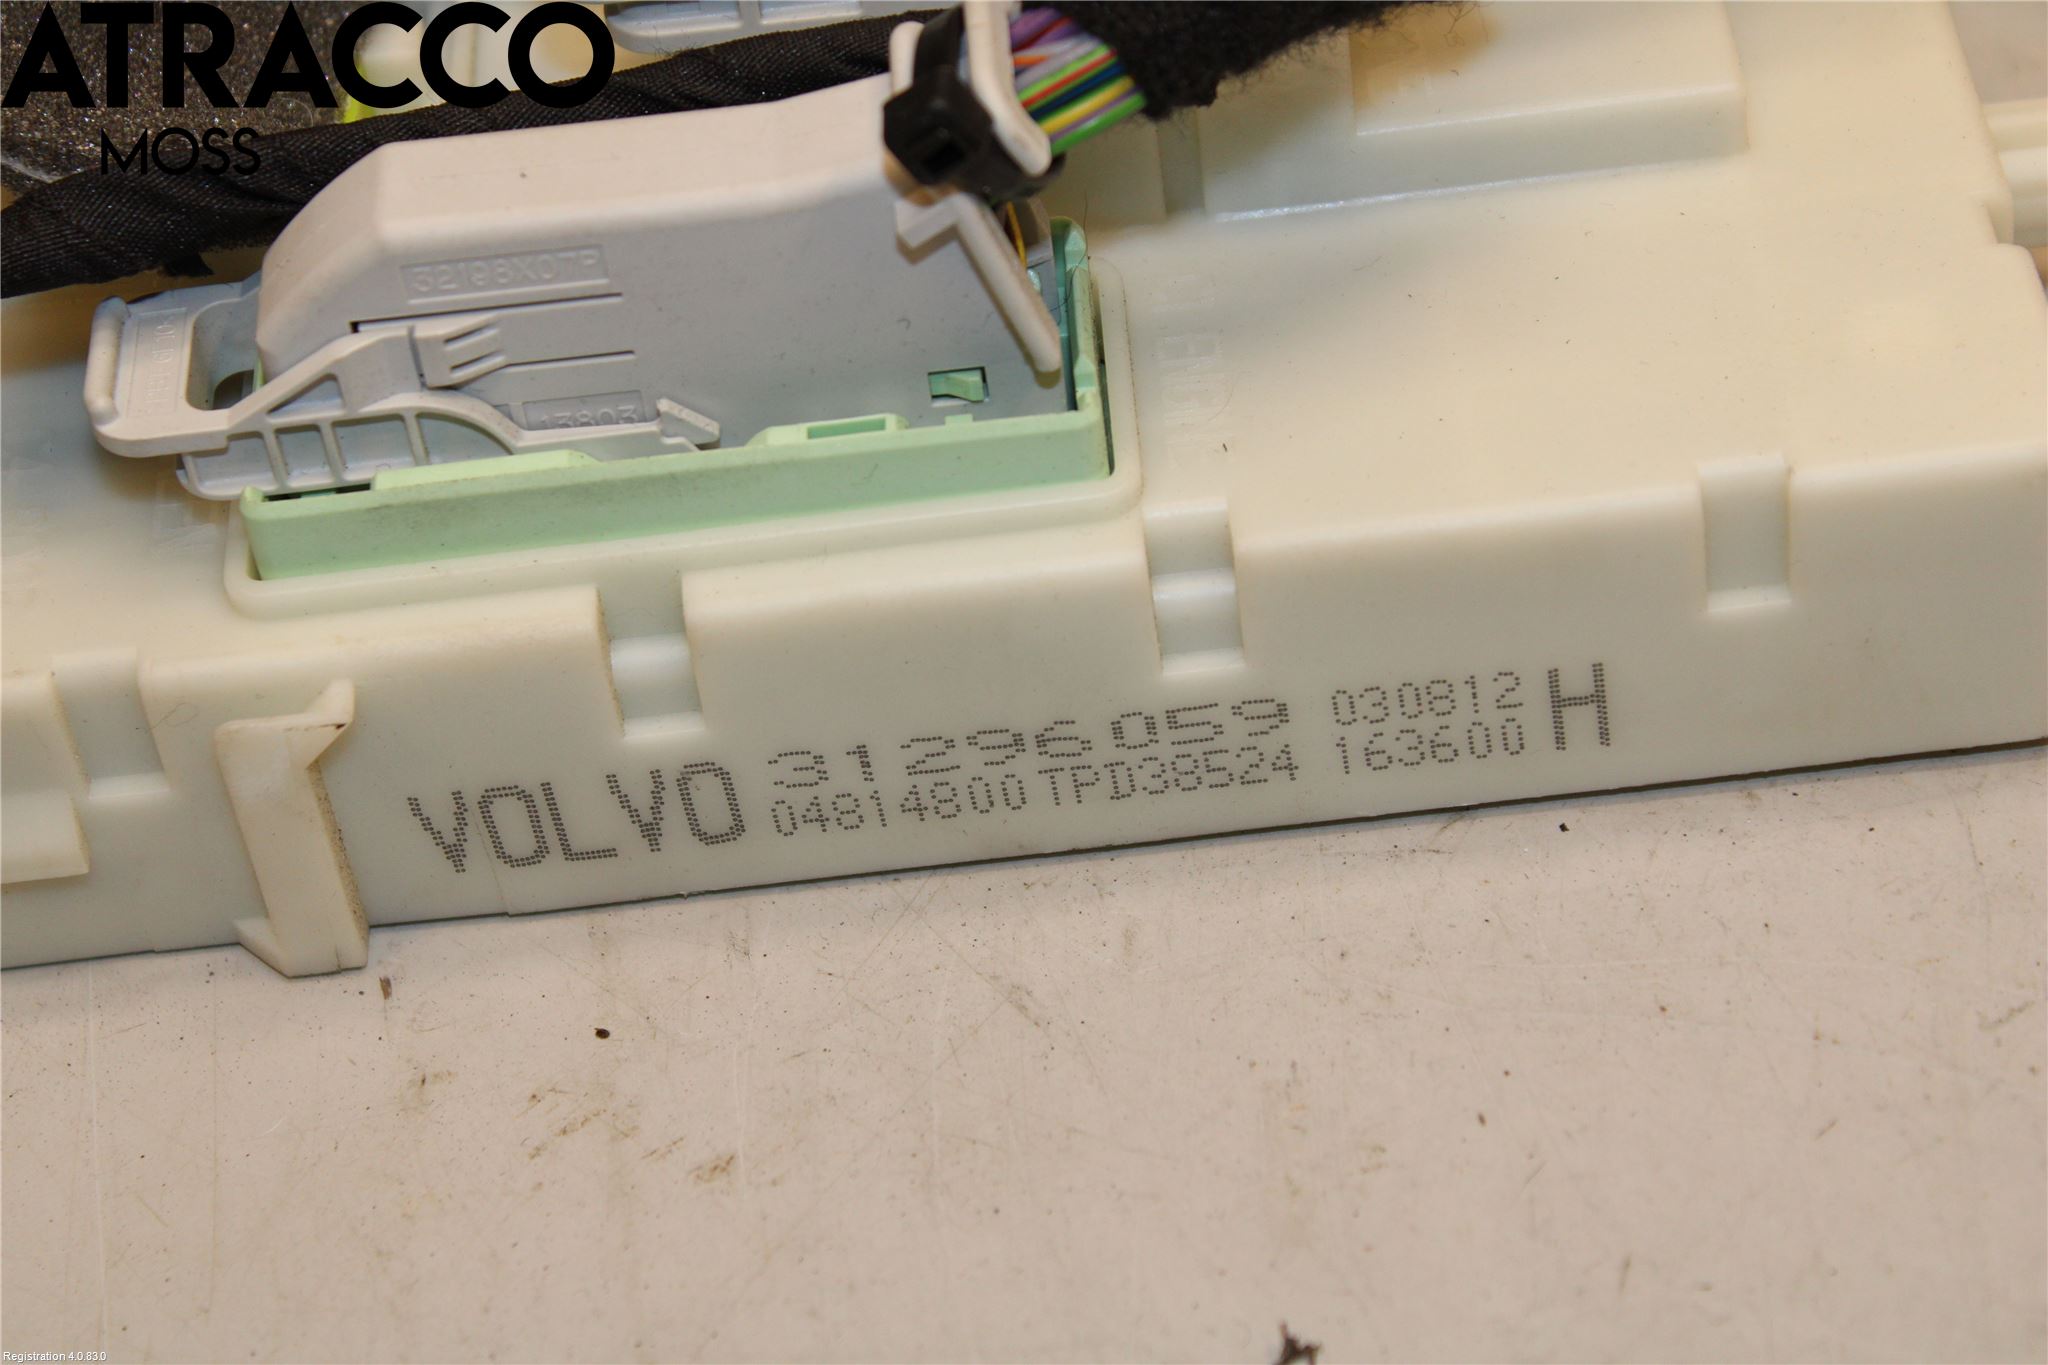 ATRACCO
MOSS
32198X07P
13803
VOLVO 31296059 030812 H
04814800 TPD38524 163600
Registration 4.0.83.0